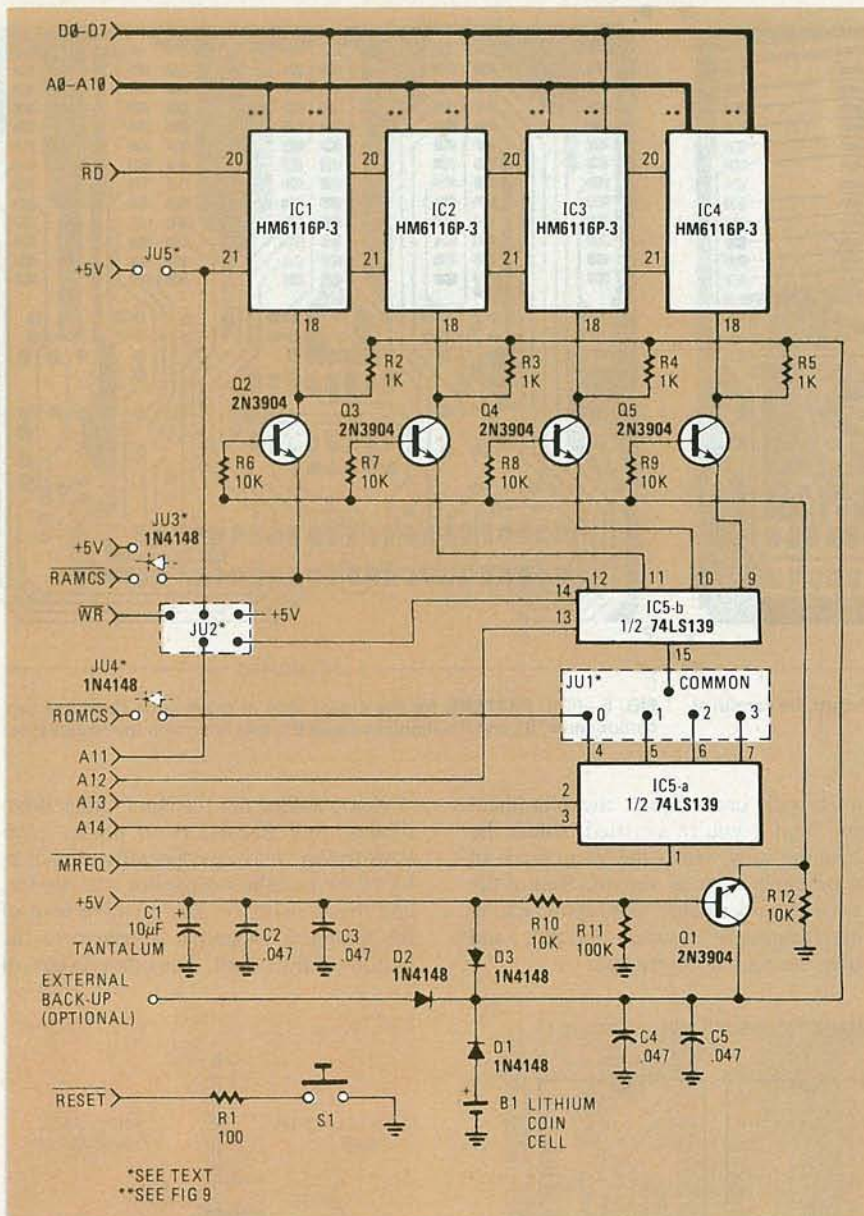 D0-D7
A0-A10
** ** ** ** ** ** ** **
RD 20 20 20 20
IC1 HM6116P-3
IC2 HM6116P-3
IC3 HM6116P-3
IC4 HM6116P-3
JU5*
+5V 21 21 21 21
18 18 18 18
R2 1K
R3 1K
R4 1K
R5 1K
Q2 2N3904
Q3 2N3904
Q4 2N3904
Q5 2N3904
R6 10K
R7 10K
R8 10K
R9 10K
JU3* 1N4148
+5V
RAMCS
12 11 10 9
14
13
IC5-b
1/2 74LS139
15
WR
JU2*
+5V
JU4* 1N4148
JU1* COMMON
ROMCS
0 1 2 3
4 5 6 7
A11
A12
A13 2
A14 3
IC5-a
1/2 74LS139
MREQ 1
+5V
C1 10µF TANTALUM
C2 .047
C3 .047
R10 10K
R11 100K
R12 10K
Q1 2N3904
D2 1N4148
D3 1N4148
EXTERNAL
BACK-UP
(OPTIONAL)
D1 1N4148
C4 .047
C5 .047
RESET
R1 100
S1
B1 LITHIUM
COIN
CELL
*SEE TEXT
**SEE FIG 9